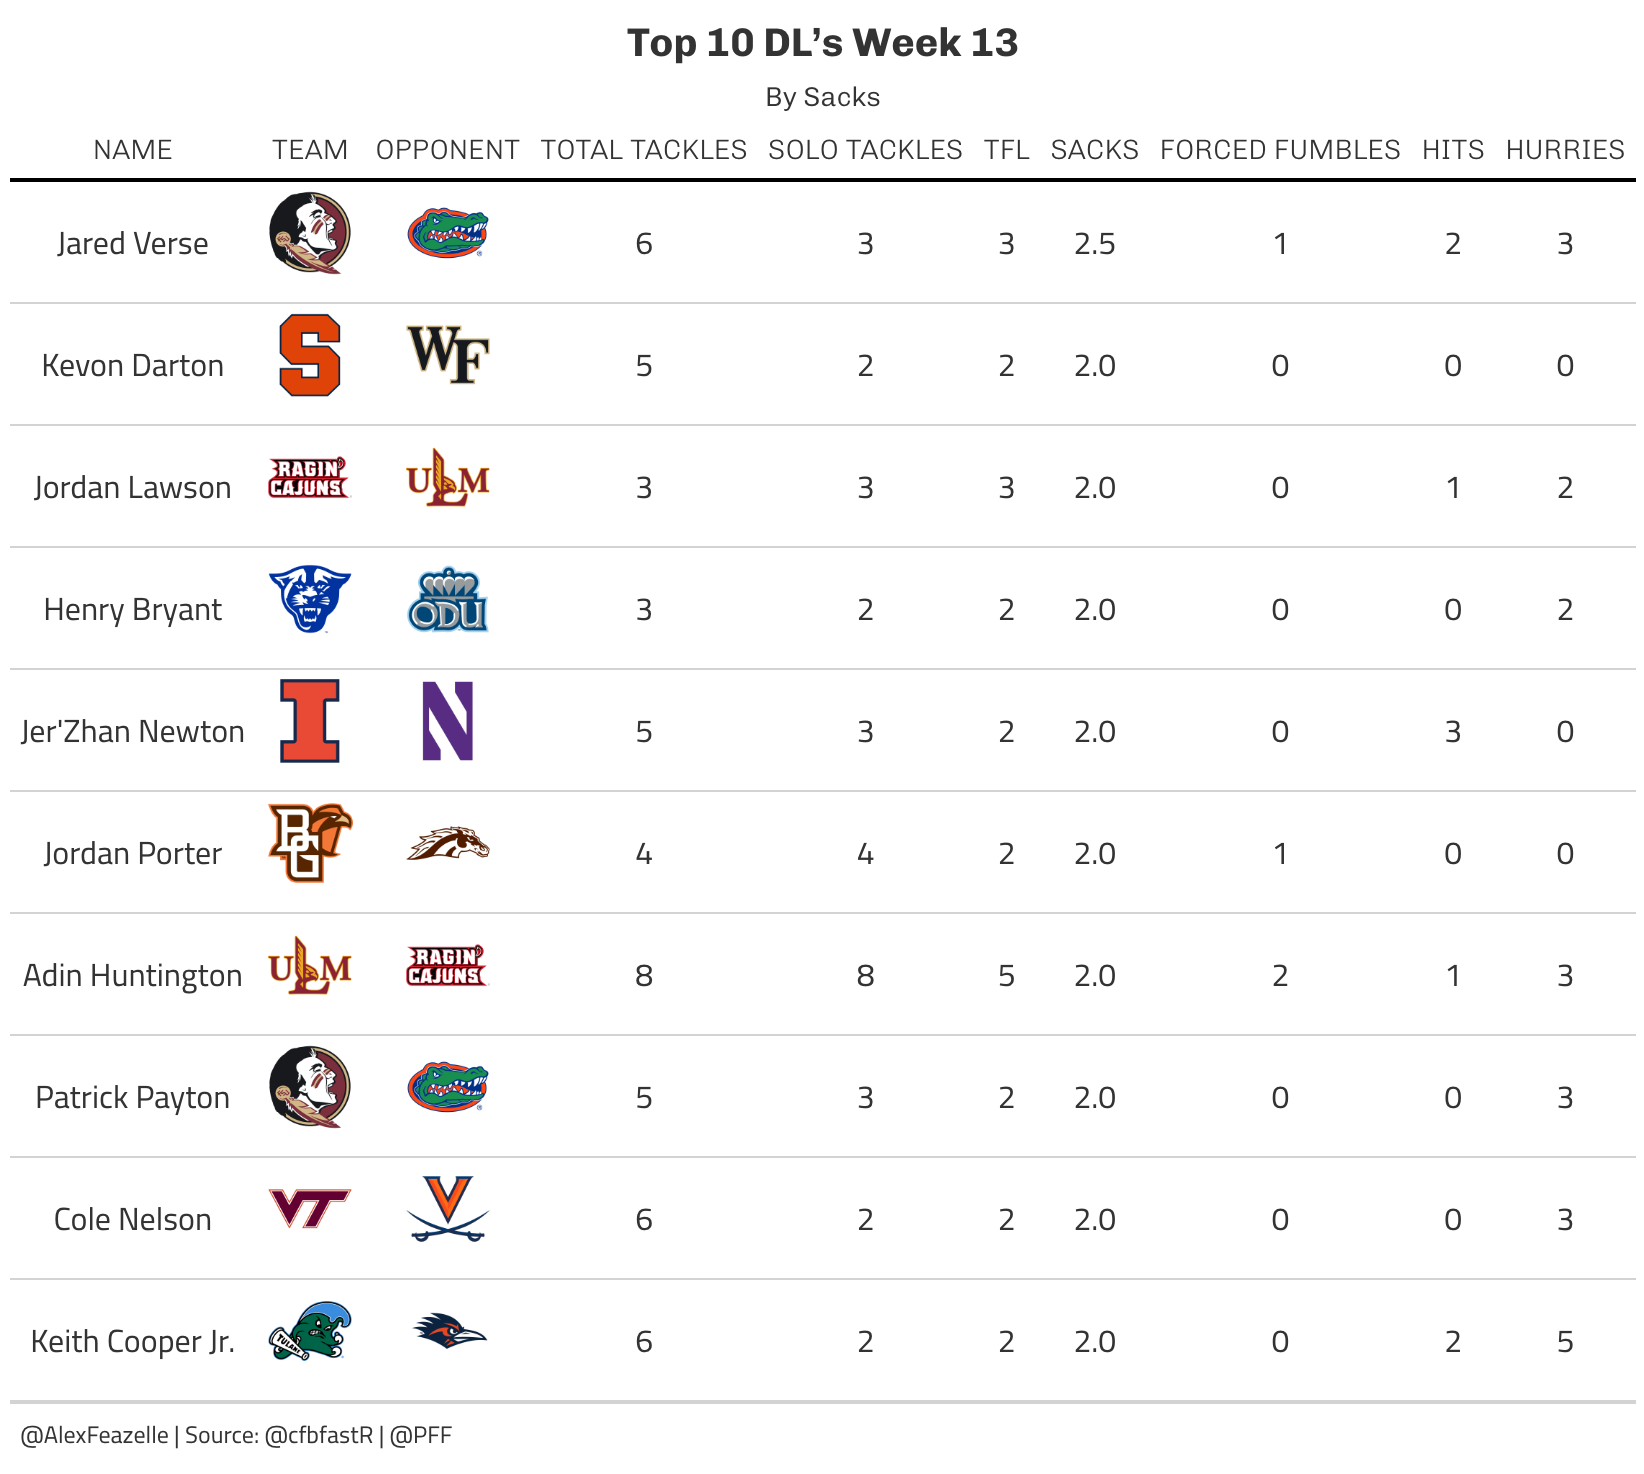 Top 10 DL’s Week 13
By Sacks
NAME TEAM OPPONENT TOTAL TACKLES SOLO TACKLES TFL SACKS FORCED FUMBLES HITS HURRIES
Jared Verse 6 3 3 2.5 1 2 3
Kevon Darton S WF 5 2 2 2.0 0 0 0
Jordan Lawson RAGIN' CAJUNS ULM 3 3 3 2.0 0 1 2
Henry Bryant ODU 3 2 2 2.0 0 0 2
Jer'Zhan Newton I N 5 3 2 2.0 0 3 0
Jordan Porter BG 4 4 2 2.0 1 0 0
Adin Huntington ULM RAGIN' CAJUNS 8 8 5 2.0 2 1 3
Patrick Payton 5 3 2 2.0 0 0 3
Cole Nelson VT V 6 2 2 2.0 0 0 3
Keith Cooper Jr. TULANE 6 2 2 2.0 0 2 5
@AlexFeazelle | Source: @cfbfastR | @PFF